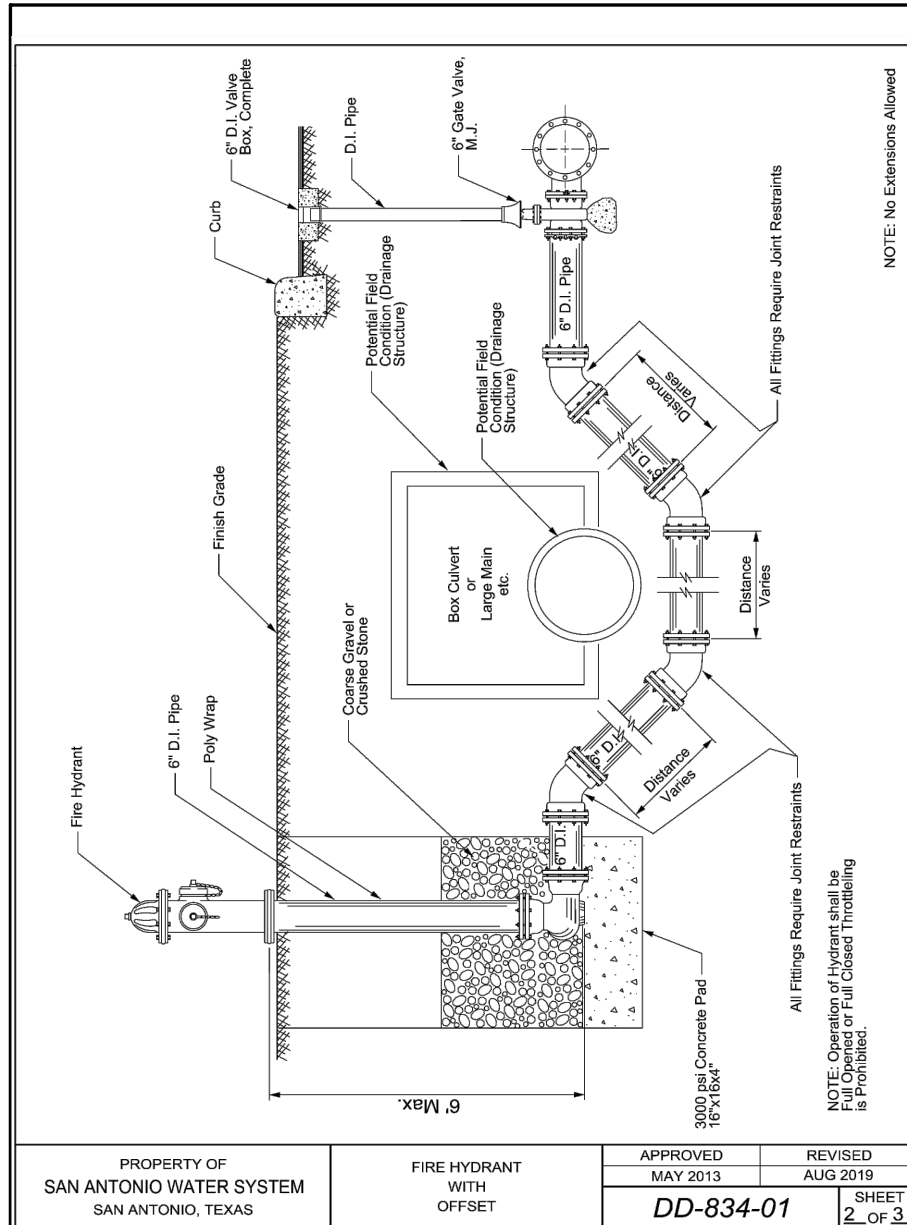 Fire Hydrant
6" D.I. Pipe
Poly Wrap
Finish Grade
Coarse Gravel or
Crushed Stone
Potential Field
Condition (Drainage
Structure)
Curb
6" D.I. Valve
Box, Complete
D.I. Pipe
6" Gate Valve,
M.J.
Potential Field
Condition (Drainage
Structure)
Box Culvert
or
Large Main
etc.
6' Max.
6" D.I.
6" D.I.
6" D.I.
6" D.I. Pipe
Distance
Varies
Distance
Varies
Distance
Varies
3000 psi Concrete Pad
16"x16x4"
All Fittings Require Joint Restraints
All Fittings Require Joint Restraints
NOTE: Operation of Hydrant shall be
Full Opened or Full Closed Throttleling
is Prohibited.
NOTE: No Extensions Allowed
PROPERTY OF
SAN ANTONIO WATER SYSTEM
SAN ANTONIO, TEXAS
FIRE HYDRANT
WITH
OFFSET
APPROVED
MAY 2013
REVISED
AUG 2019
DD-834-01
SHEET
2 OF 3